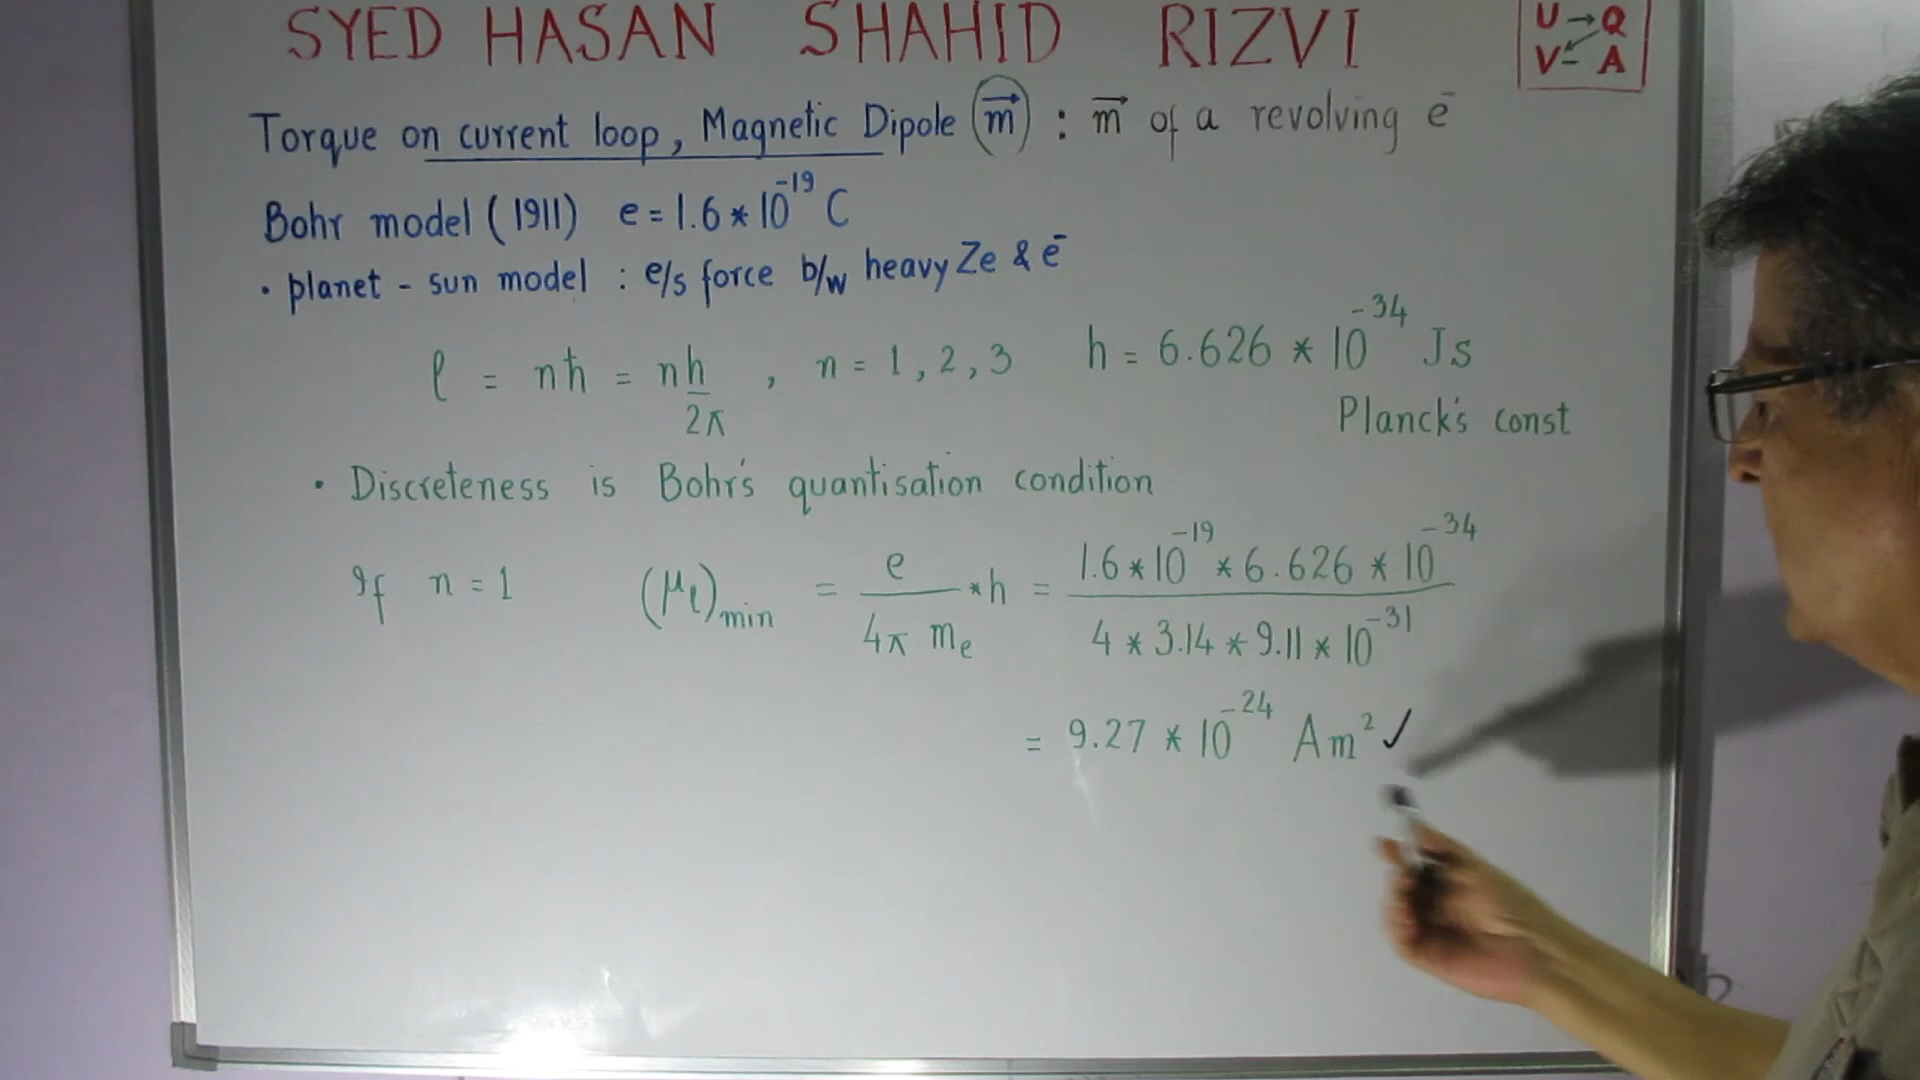 SYED HASAN SHAHID RIZVI
U → Q
V - A
Torque on current loop, Magnetic Dipole (m⃗) : m⃗ of a revolving e⁻
Bohr model (1911) e = 1.6 * 10⁻¹⁹ C
• planet - sun model : e/s force b/w heavy Ze & e⁻
ℓ = nħ = nh/2π , n = 1, 2, 3 h = 6.626 * 10⁻³⁴ Js
Planck's const
• Discreteness is Bohr's quantisation condition
If n = 1 (μℓ)min = e/(4π mₑ) * h = (1.6 * 10⁻¹⁹ * 6.626 * 10⁻³⁴)/(4 * 3.14 * 9.11 * 10⁻³¹)
= 9.27 * 10⁻²⁴ Am² ✓